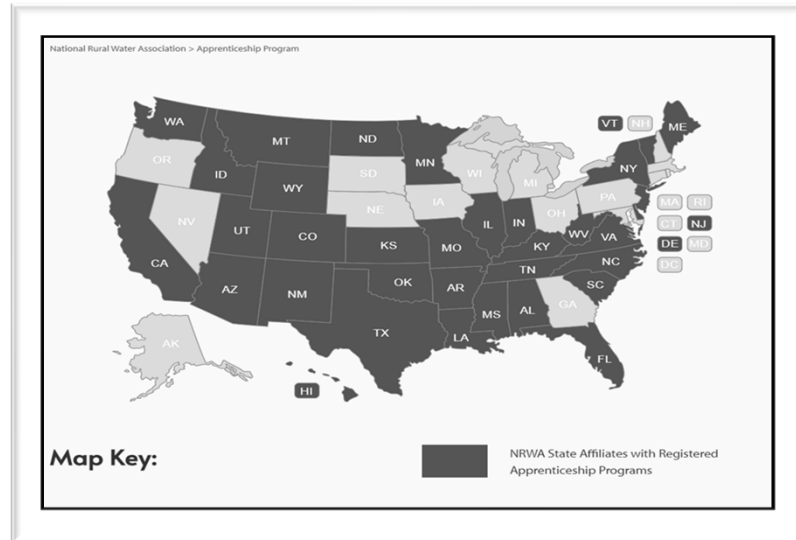 National Rural Water Association > Apprenticeship Program
WA
MT
ND
MN
VT NH
ME
OR
ID
SD
WI
MI
NY
WY
NE
IA
PA
NV
UT
CO
KS
MO
IL
IN
OH
WV
VA
KY
MA RI
CT NJ
DE MD
DC
CA
AZ
NM
OK
AR
TN
NC
SC
TX
LA
MS
AL
GA
FL
AK
HI
Map Key:
NRWA State Affiliates with Registered
Apprenticeship Programs